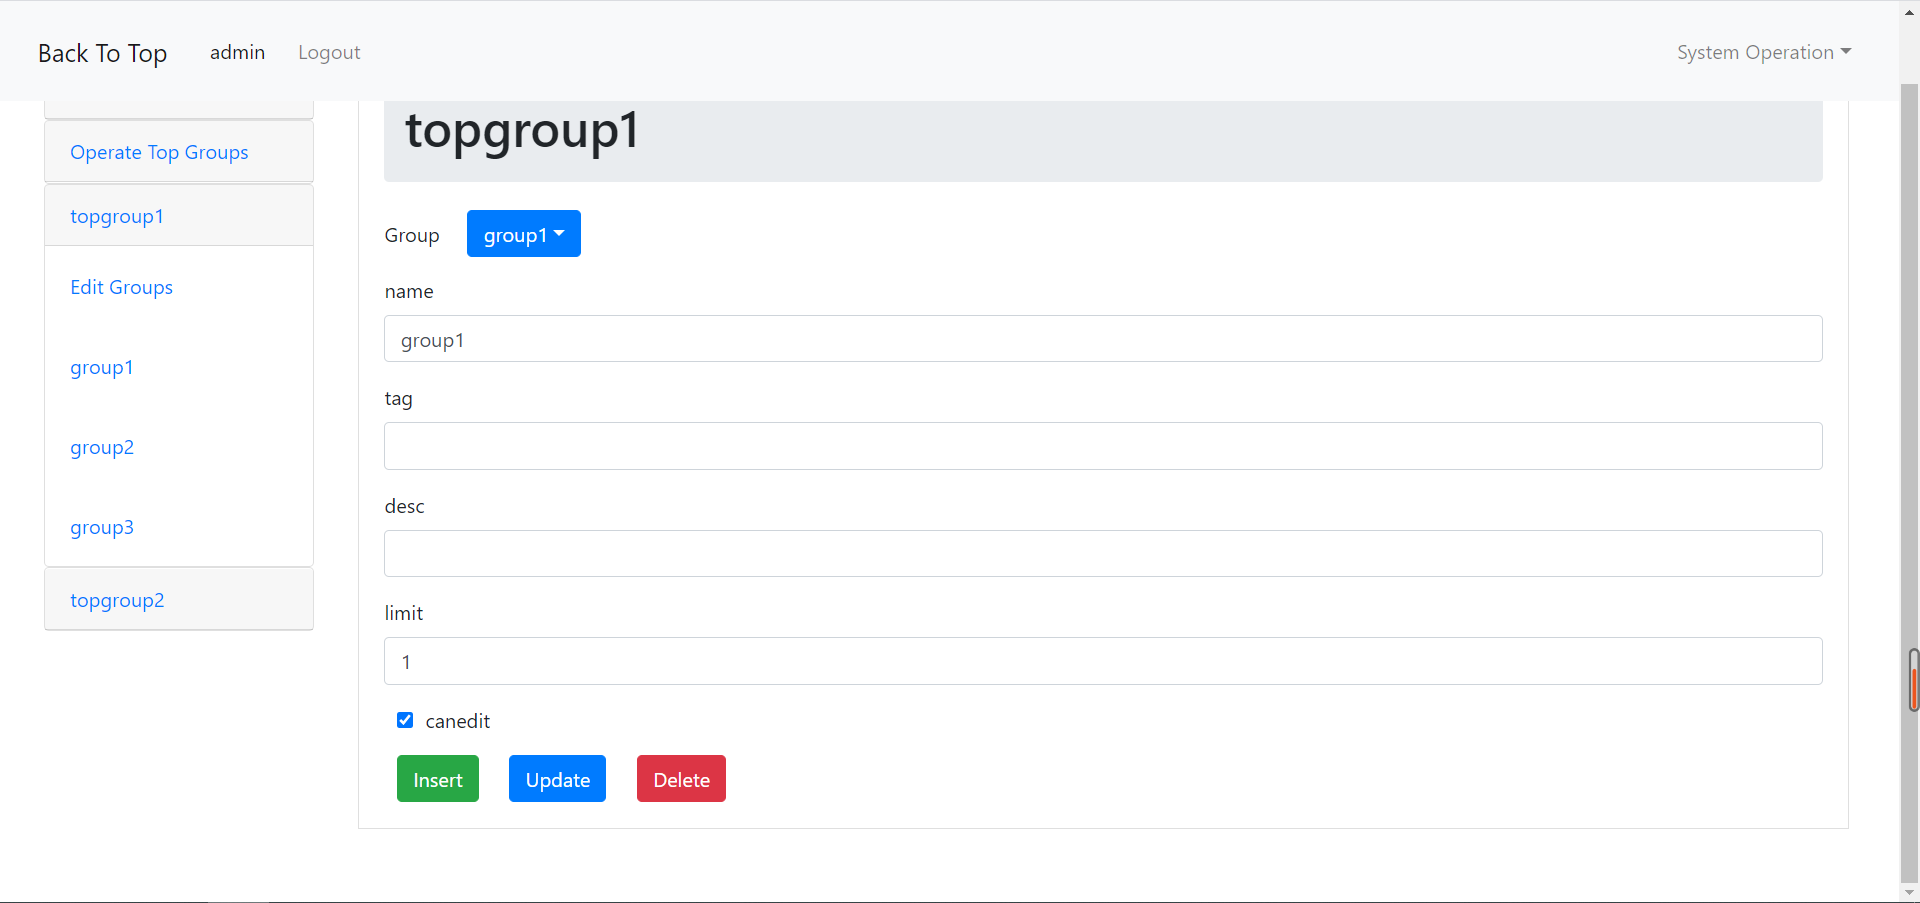 Back To Top admin Logout System Operation
Operate Top Groups
topgroup1
Edit Groups
group1
group2
group3
topgroup2
topgroup1
Group group1
name
group1
tag
desc
limit
1
canedit
Insert Update Delete